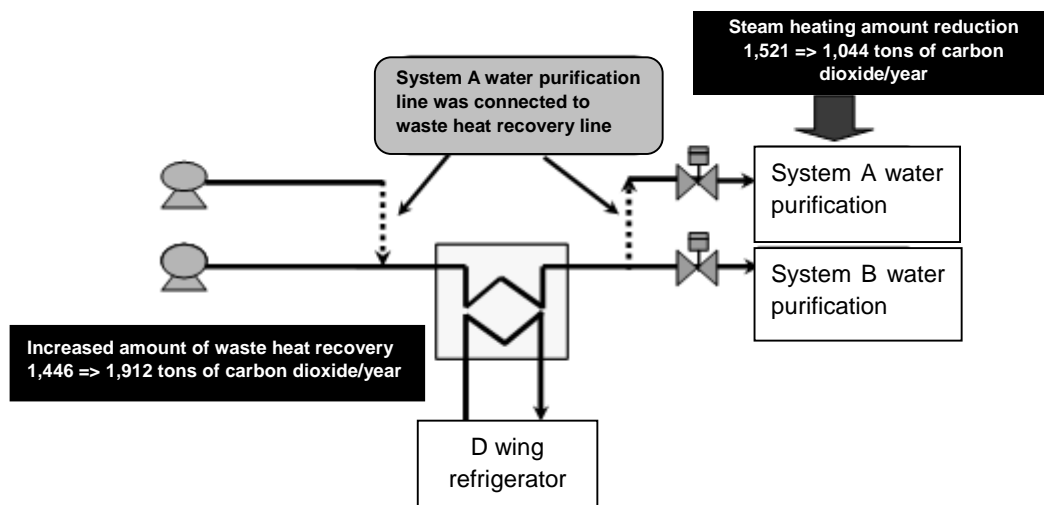 Steam heating amount reduction
1,521 => 1,044 tons of carbon
dioxide/year
System A water purification
line was connected to
waste heat recovery line
System A water
purification
System B water
purification
Increased amount of waste heat recovery
1,446 => 1,912 tons of carbon dioxide/year
D wing
refrigerator